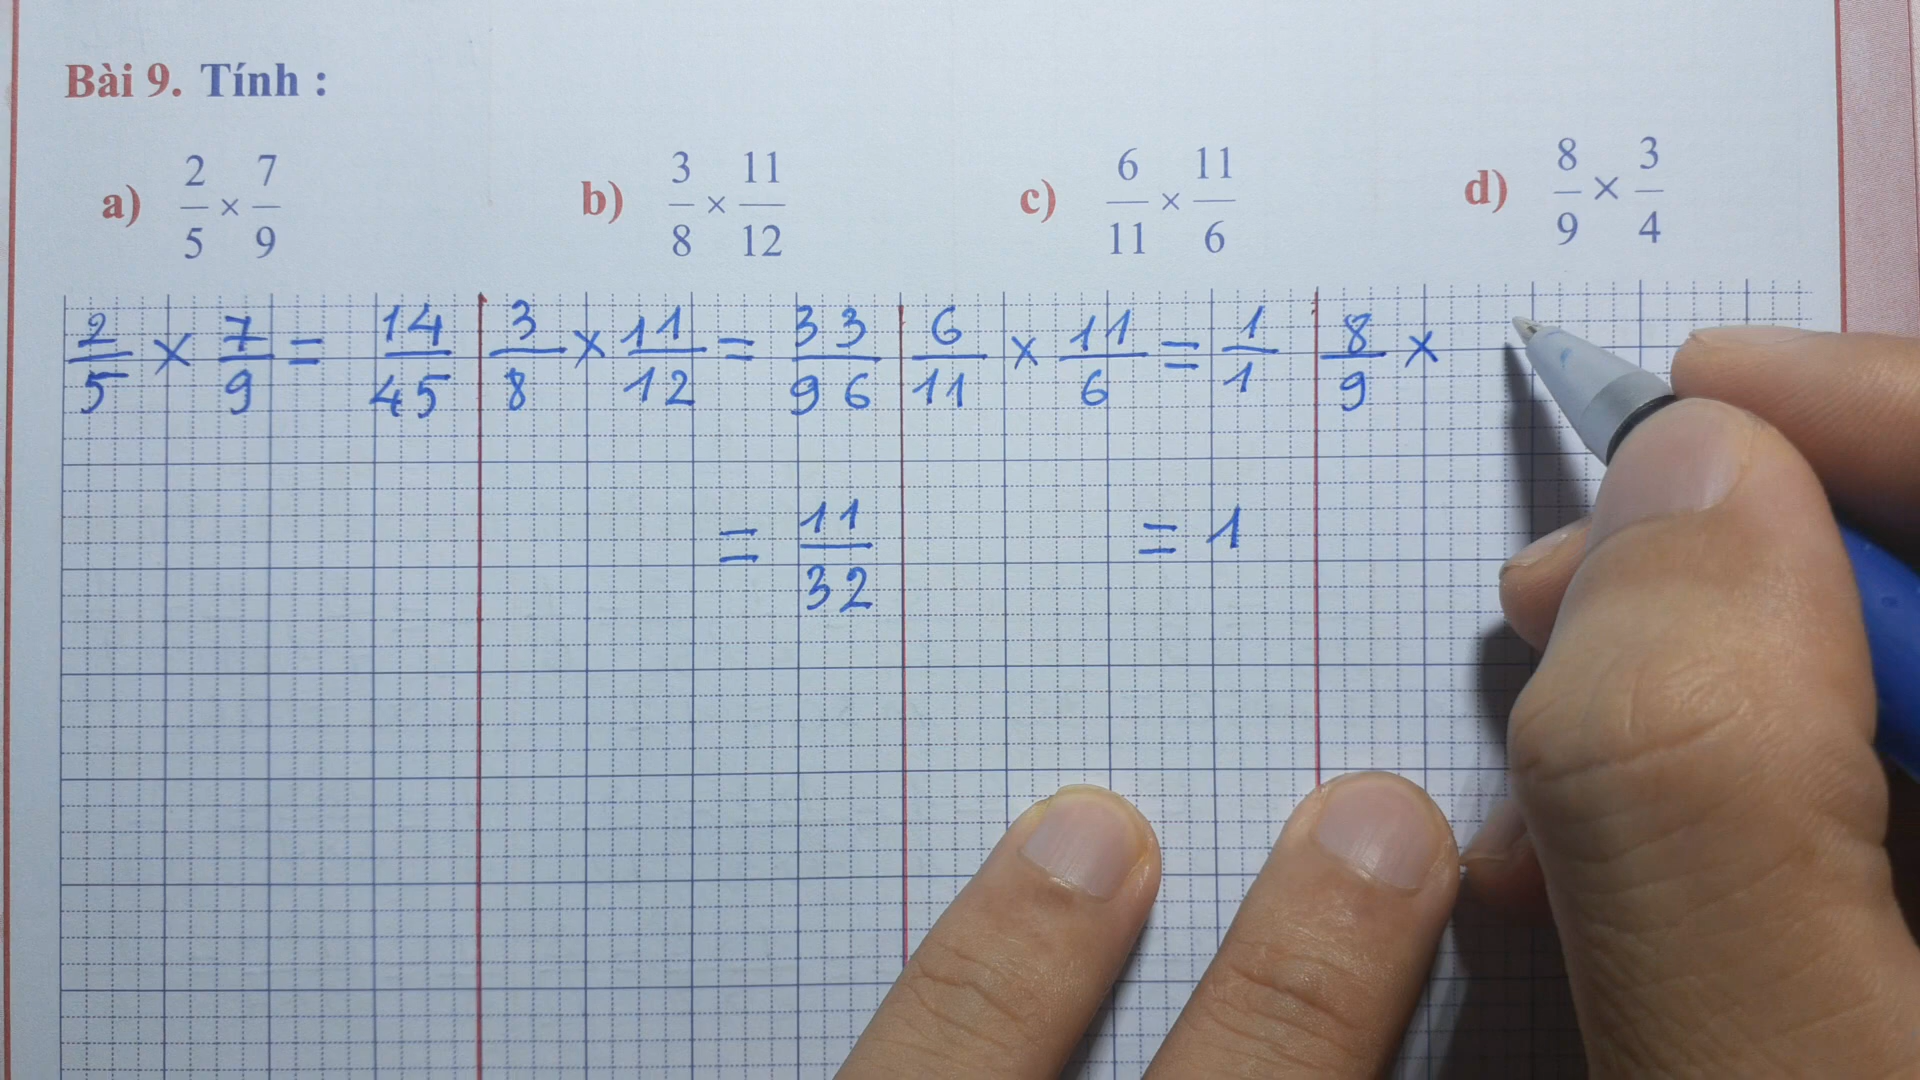 Bài 9. Tính :
a) 2/5 × 7/9 b) 3/8 × 11/12 c) 6/11 × 11/6 d) 8/9 × 3/4
2/5 × 7/9 = 14/45 3/8 × 11/12 = 33/96 6/11 × 11/6 = 1/1 8/9 ×
= 11/32 = 1